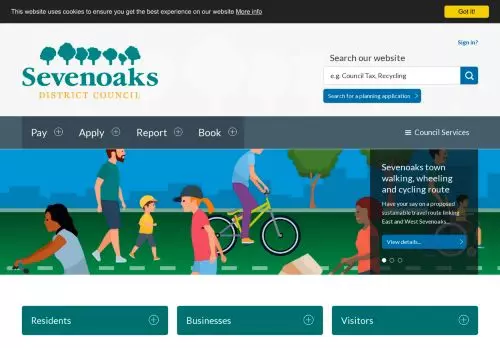 This website uses cookies to ensure you get the best experience on our website More info
Got it!
Sign in?
Sevenoaks
DISTRICT COUNCIL
Search our website
e.g. Council Tax, Recycling
Search for a planning application
Pay
Apply
Report
Book
Council Services
Sevenoaks town
walking, wheeling
and cycling route
Have your say on a proposed
sustainable travel route linking
East and West Sevenoaks...
View details...
Residents
Businesses
Visitors